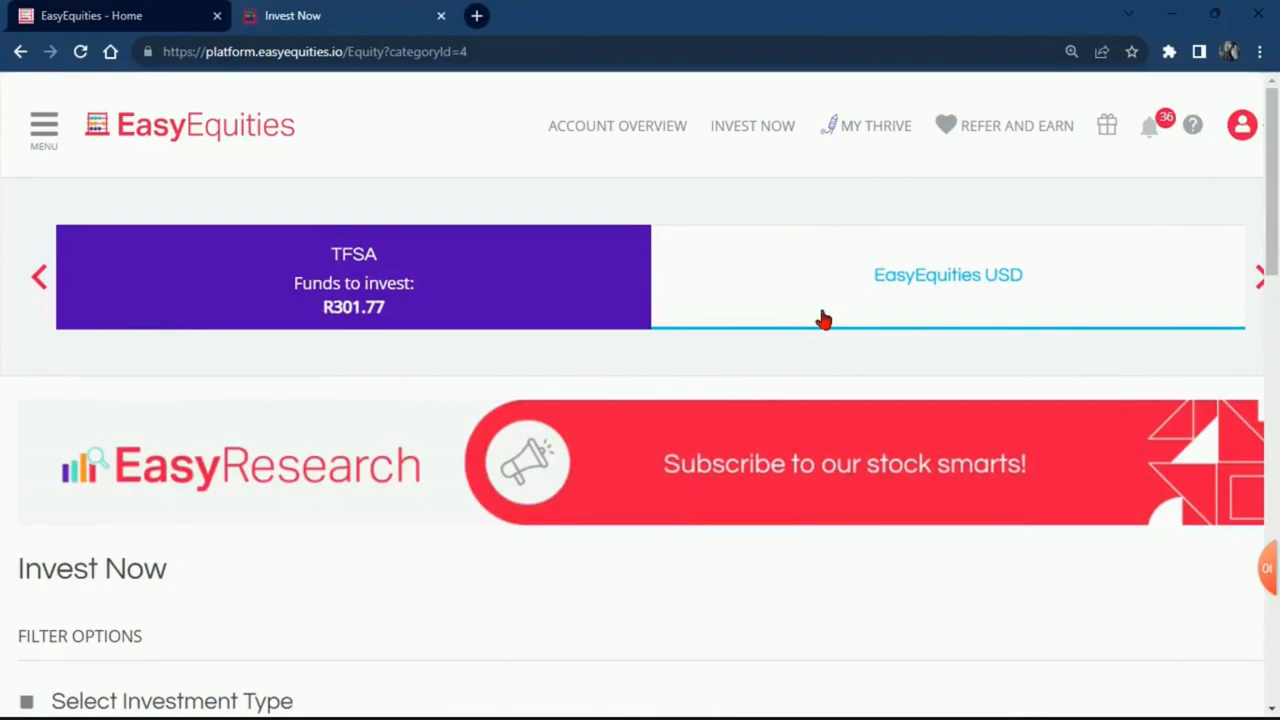 EasyEquities - Home
Invest Now
https://platform.easyequities.io/Equity?categoryId=4
MENU
EasyEquities
ACCOUNT OVERVIEW
INVEST NOW
MY THRIVE
REFER AND EARN
36
TFSA
Funds to invest:
R301.77
EasyEquities USD
EasyResearch
Subscribe to our stock smarts!
Invest Now
FILTER OPTIONS
Select Investment Type